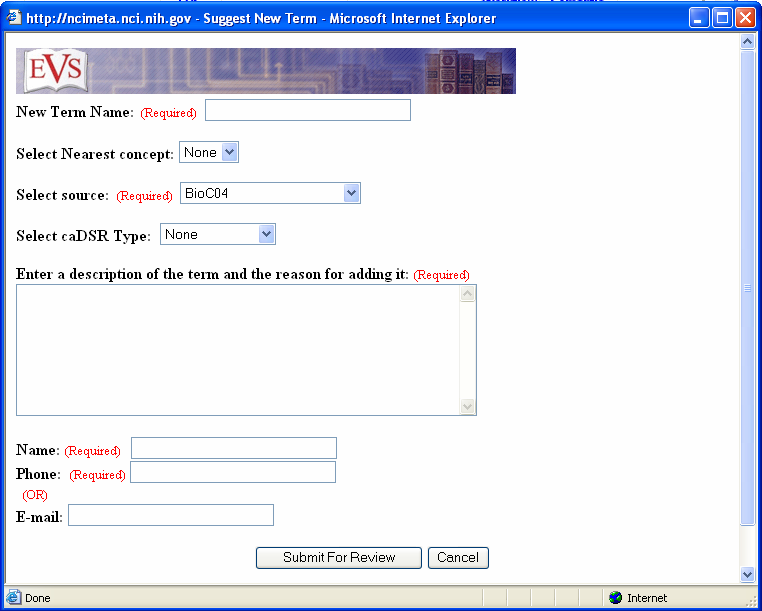 http://ncimeta.nci.nih.gov - Suggest New Term - Microsoft Internet Explorer
EVS
New Term Name: (Required)
Select Nearest concept: None
Select source: (Required) BioC04
Select caDSR Type: None
Enter a description of the term and the reason for adding it: (Required)
Name: (Required)
Phone: (Required)
(OR)
E-mail:
Submit For Review Cancel
Done Internet